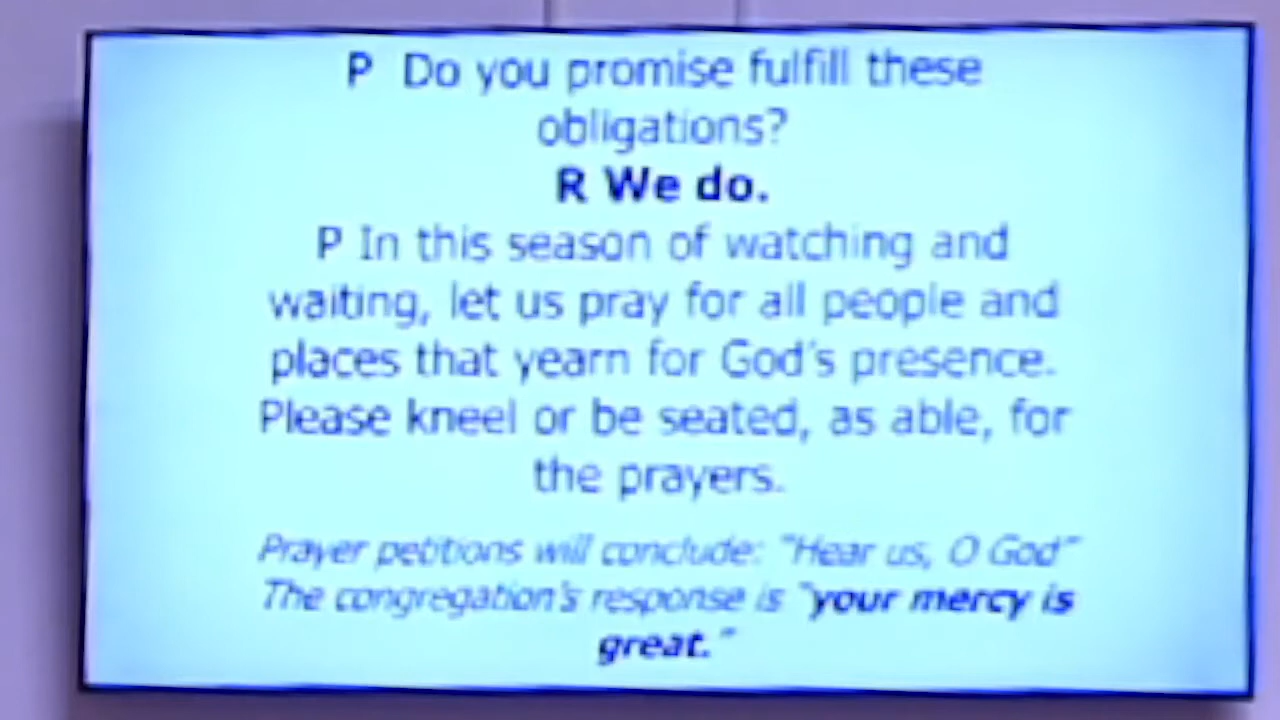 P Do you promise fulfill these
obligations?
R We do.
P In this season of watching and
waiting, let us pray for all people and
places that yearn for God's presence.
Please kneel or be seated, as able, for
the prayers.
Prayer petitions will conclude: "Hear us, O God"
The congregation's response is "your mercy is
great."